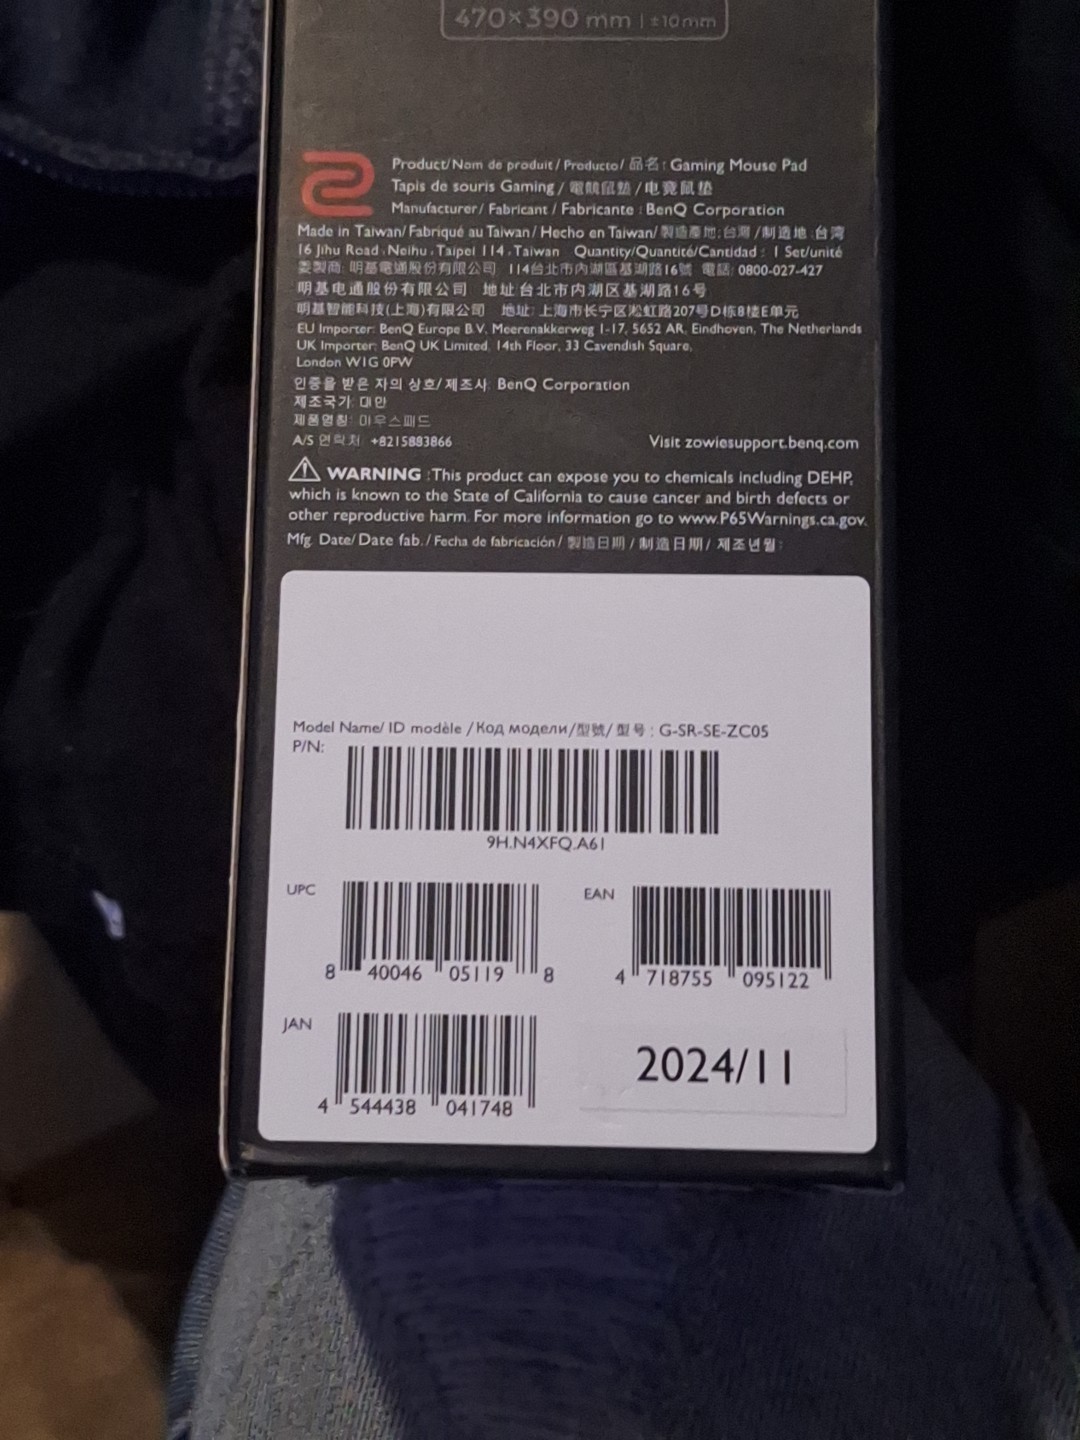 470×390 mm | ±10mm
Product/Nom de produit/ Producto/ 品名 : Gaming Mouse Pad
Tapis de souris Gaming / 電競鼠墊 / 电竞鼠垫
Manufacturer/ Fabricant / Fabricante : BenQ Corporation
Made in Taiwan/ Fabriqué au Taiwan / Hecho en Taiwan/ 製造產地: 台灣 /制造地: 台湾
16 Jihu Road , Neihu , Taipei 114 , Taiwan Quantity/Quantité/Cantidad : 1 Set/unité
委製商: 明基電通股份有限公司 114台北市內湖區基湖路16號 電話: 0800-027-427
明基电通股份有限公司 地址: 台北市内湖区基湖路16号
明基智能科技(上海)有限公司 地址: 上海市长宁区淞虹路207号D栋8楼E单元
EU Importer: BenQ Europe B.V. Meerenakkerweg 1-17, 5652 AR, Eindhoven, The Netherlands
UK Importer: BenQ UK Limited, 14th Floor, 33 Cavendish Square,
London W1G 0PW
인증을 받은 자의 상호/ 제조사: BenQ Corporation
제조국가: 대만
제품명칭: 마우스패드
A/S 연락처: +8215883866
Visit zowiesupport.benq.com
WARNING :This product can expose you to chemicals including DEHP,
which is known to the State of California to cause cancer and birth defects or
other reproductive harm. For more information go to www.P65Warnings.ca.gov.
Mfg. Date/ Date fab. / Fecha de fabricación/ 製造日期 / 制造日期/ 제조년월:
Model Name/ ID modèle /Код модели/型號/ 型号 : G-SR-SE-ZC05
P/N:
9H.N4XFQ.A61
UPC
8 40046 05119 8
EAN
4 718755 095122
JAN
4 544438 041748
2024/11